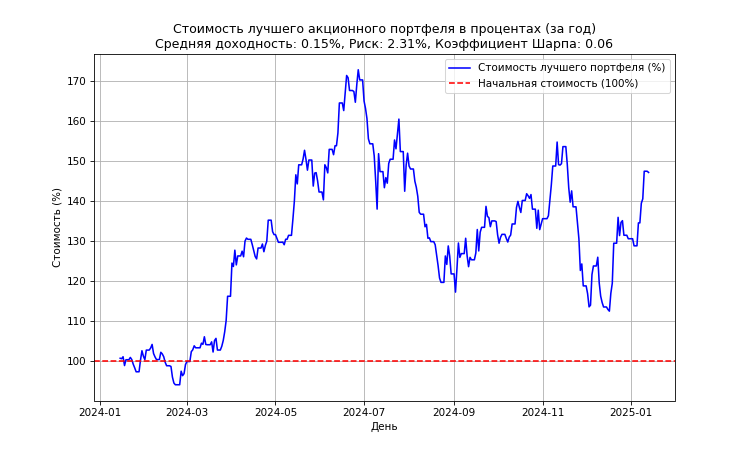 Стоимость лучшего акционного портфеля в процентах (за год)
Средняя доходность: 0.15%, Риск: 2.31%, Коэффициент Шарпа: 0.06
Стоимость лучшего портфеля (%)
Начальная стоимость (100%)
170
160
150
140
130
120
110
100
Стоимость (%)
2024-01
2024-03
2024-05
2024-07
2024-09
2024-11
2025-01
День